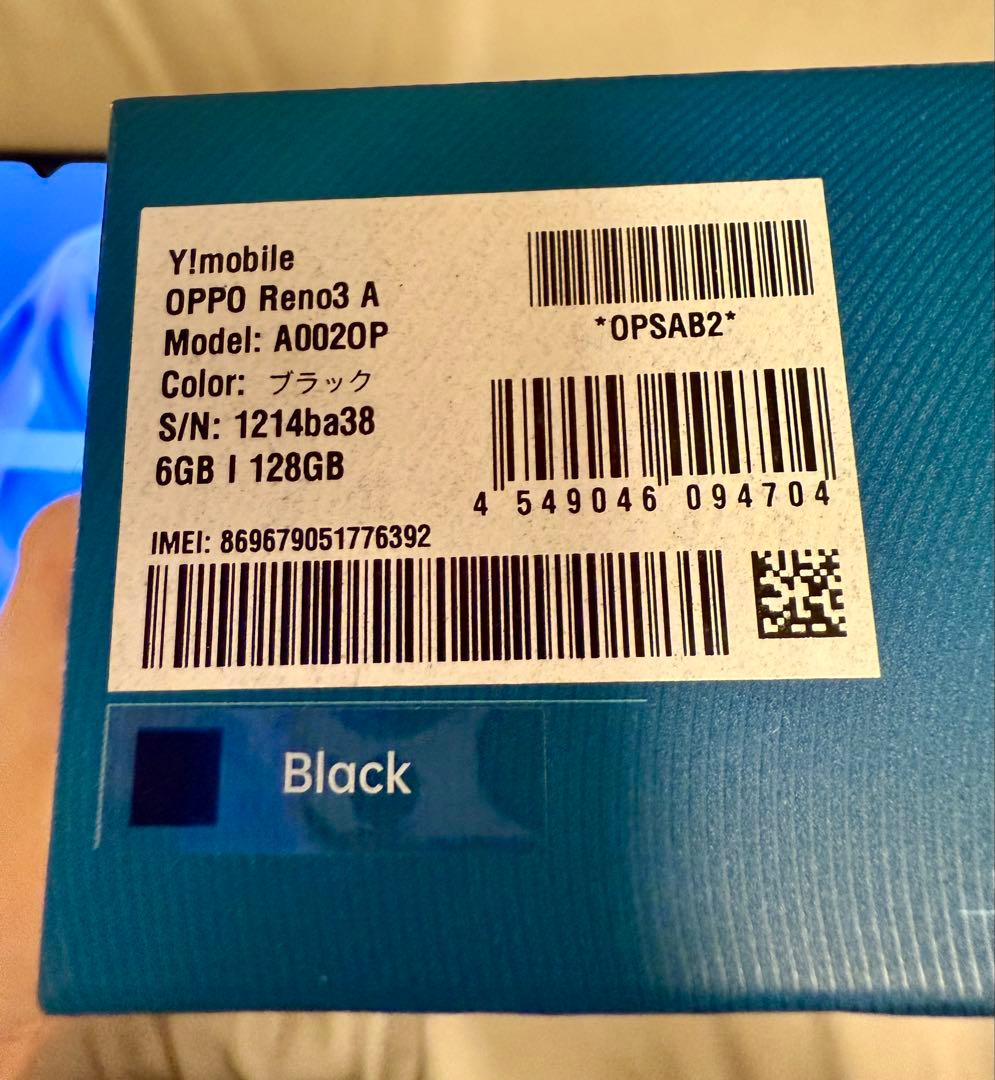 Y!mobile
OPPO Reno3 A
Model: A002OP
Color: ブラック
S/N: 1214ba38
6GB | 128GB
*OPSAB2*
4 549046 094704
IMEI: 869679051776392
Black